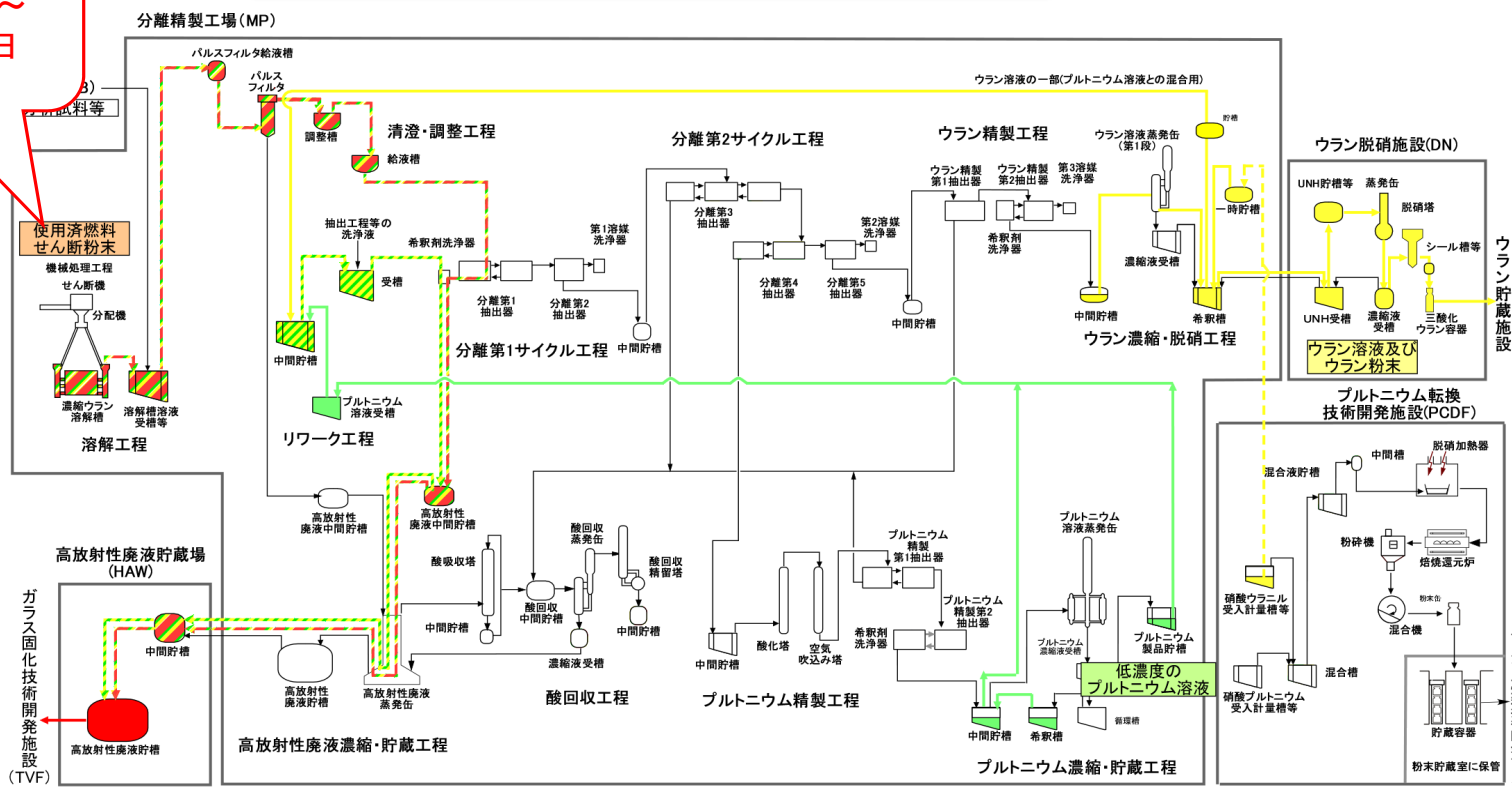 ～
日
分離精製工場(MP)
B)
析試料等
パルスフィルタ給液槽
パルス
フィルタ
調整槽
清澄・調整工程
給液槽
使用済燃料
せん断粉末
機械処理工程
せん断機
分配機
濃縮ウラン
溶解槽
溶解槽溶液
受槽等
溶解工程
抽出工程等の
洗浄液
受槽
中間貯槽
プルトニウム
溶液受槽
リワーク工程
希釈剤洗浄器
分離第1
抽出器
分離第2
抽出器
第1溶媒
洗浄器
中間貯槽
分離第1サイクル工程
分離第2サイクル工程
分離第3
抽出器
分離第4
抽出器
分離第5
抽出器
第2溶媒
洗浄器
中間貯槽
ウラン溶液の一部(プルトニウム溶液との混合用)
ウラン精製工程
ウラン精製
第1抽出器
ウラン精製
第2抽出器
第3溶媒
洗浄器
希釈剤
洗浄器
中間貯槽
ウラン溶液蒸発缶
(第1段)
濃縮液受槽
貯槽
一時貯槽
希釈槽
ウラン濃縮・脱硝工程
ウラン脱硝施設(DN)
UNH貯槽等
蒸発缶
脱硝塔
シール槽等
UNH受槽
濃縮液
受槽
三酸化
ウラン容器
ウラン溶液及び
ウラン粉末
ウラン貯蔵施設
プルトニウム転換
技術開発施設(PCDF)
脱硝加熱器
中間槽
混合液貯槽
粉砕機
焙焼還元炉
硝酸ウラニル
受入計量槽等
粉末缶
混合機
混合槽
硝酸プルトニウム
受入計量槽等
貯蔵容器
粉末貯蔵室に保管
高放射性
廃液中間貯槽
高放射性
廃液中間貯槽
高放射性廃液貯蔵場
(HAW)
ガラス固化技術開発施設
(TVF)
中間貯槽
高放射性廃液貯槽
高放射性
廃液貯槽
高放射性廃液
蒸発缶
高放射性廃液濃縮・貯蔵工程
酸吸収塔
中間貯槽
酸回収
中間貯槽
酸回収
蒸発缶
濃縮液受槽
酸回収
精留塔
中間貯槽
酸回収工程
中間貯槽
酸化塔
空気
吹込み塔
プルトニウム
精製
第1抽出器
プルトニウム
精製第2
抽出器
希釈剤
洗浄器
プルトニウム精製工程
プルトニウム
溶液蒸発缶
プルトニウム
濃縮液受槽
プルトニウム
製品貯槽
低濃度の
プルトニウム溶液
中間貯槽
希釈槽
循環槽
プルトニウム濃縮・貯蔵工程